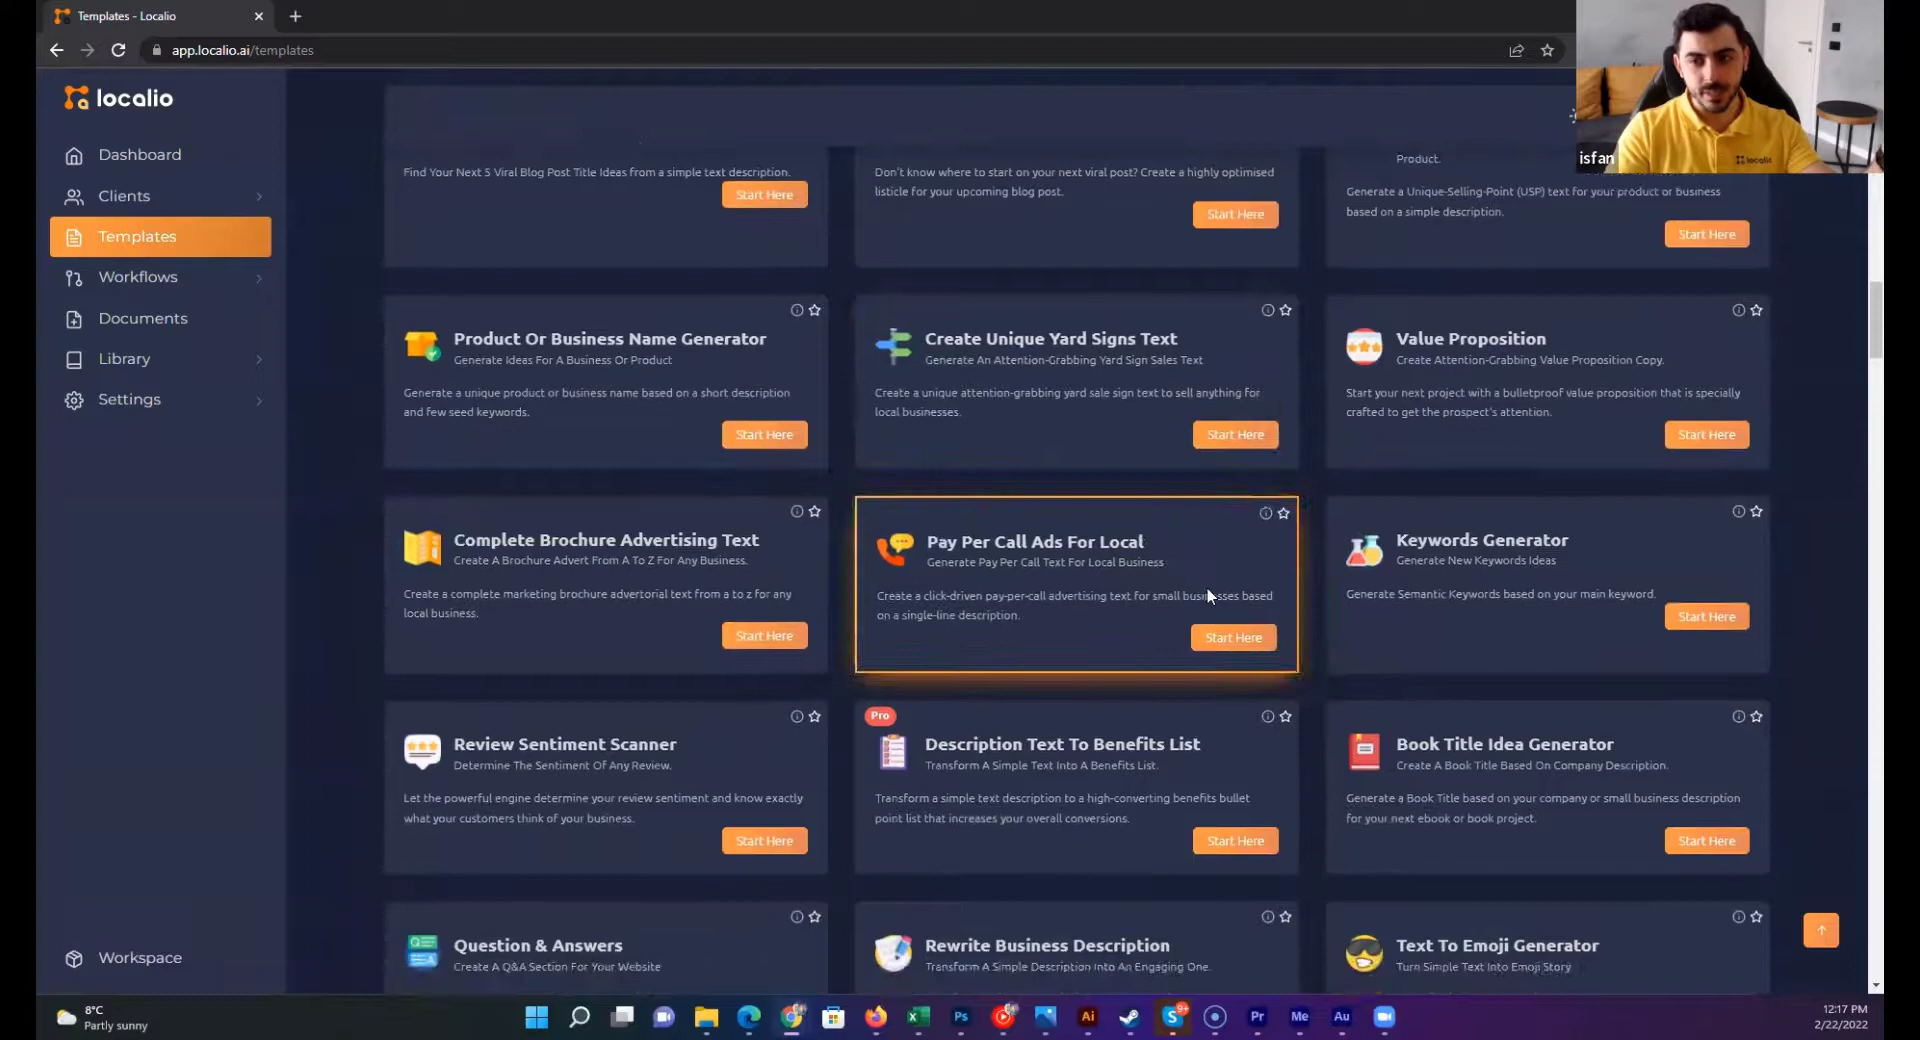 Templates - Localio
app.localio.ai/templates
localio
Dashboard
Clients
Templates
Workflows
Documents
Library
Settings
Workspace
isfan
localio
Find Your Next 5 Viral Blog Post Title Ideas from a simple text description.
Start Here
Don't know where to start on your next viral post? Create a highly optimised
listicle for your upcoming blog post.
Start Here
Product.
Generate a Unique-Selling-Point (USP) text for your product or business
based on a simple description.
Start Here
Product Or Business Name Generator
Generate Ideas For A Business Or Product
Generate a unique product or business name based on a short description
and few seed keywords.
Start Here
Create Unique Yard Signs Text
Generate An Attention-Grabbing Yard Sign Sales Text
Create a unique attention-grabbing yard sale sign text to sell anything for
local businesses.
Start Here
Value Proposition
Create Attention-Grabbing Value Proposition Copy.
Start your next project with a bulletproof value proposition that is specially
crafted to get the prospect's attention.
Start Here
Complete Brochure Advertising Text
Create A Brochure Advert From A To Z For Any Business.
Create a complete marketing brochure advertorial text from a to z for any
local business.
Start Here
Pay Per Call Ads For Local
Generate Pay Per Call Text For Local Business
Create a click-driven pay-per-call advertising text for small businesses based
on a single-line description.
Start Here
Keywords Generator
Generate New Keywords Ideas
Generate Semantic Keywords based on your main keyword.
Start Here
Review Sentiment Scanner
Determine The Sentiment Of Any Review.
Let the powerful engine determine your review sentiment and know exactly
what your customers think of your business.
Start Here
Pro
Description Text To Benefits List
Transform A Simple Text Into A Benefits List.
Transform a simple text description to a high-converting benefits bullet
point list that increases your overall conversions.
Start Here
Book Title Idea Generator
Create A Book Title Based On Company Description.
Generate a Book Title based on your company or small business description
for your next ebook or book project.
Start Here
Question & Answers
Create A Q&A Section For Your Website
Rewrite Business Description
Transform A Simple Description Into An Engaging One.
Text To Emoji Generator
Turn Simple Text Into Emoji Story
8°C
Partly sunny
Ps
Ai
S
9+
Pr
Me
Au
12:17 PM
2/22/2022